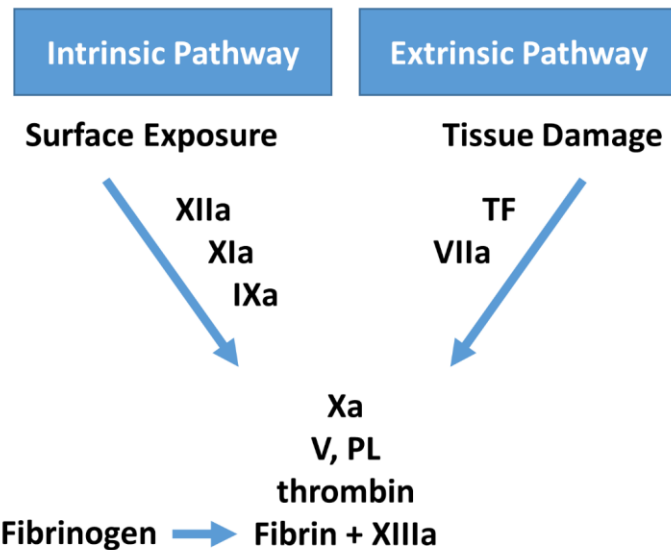 Intrinsic Pathway
Extrinsic Pathway
Surface Exposure
Tissue Damage
XIIa
XIa
IXa
TF
VIIa
Xa
V, PL
thrombin
Fibrinogen
Fibrin + XIIIa